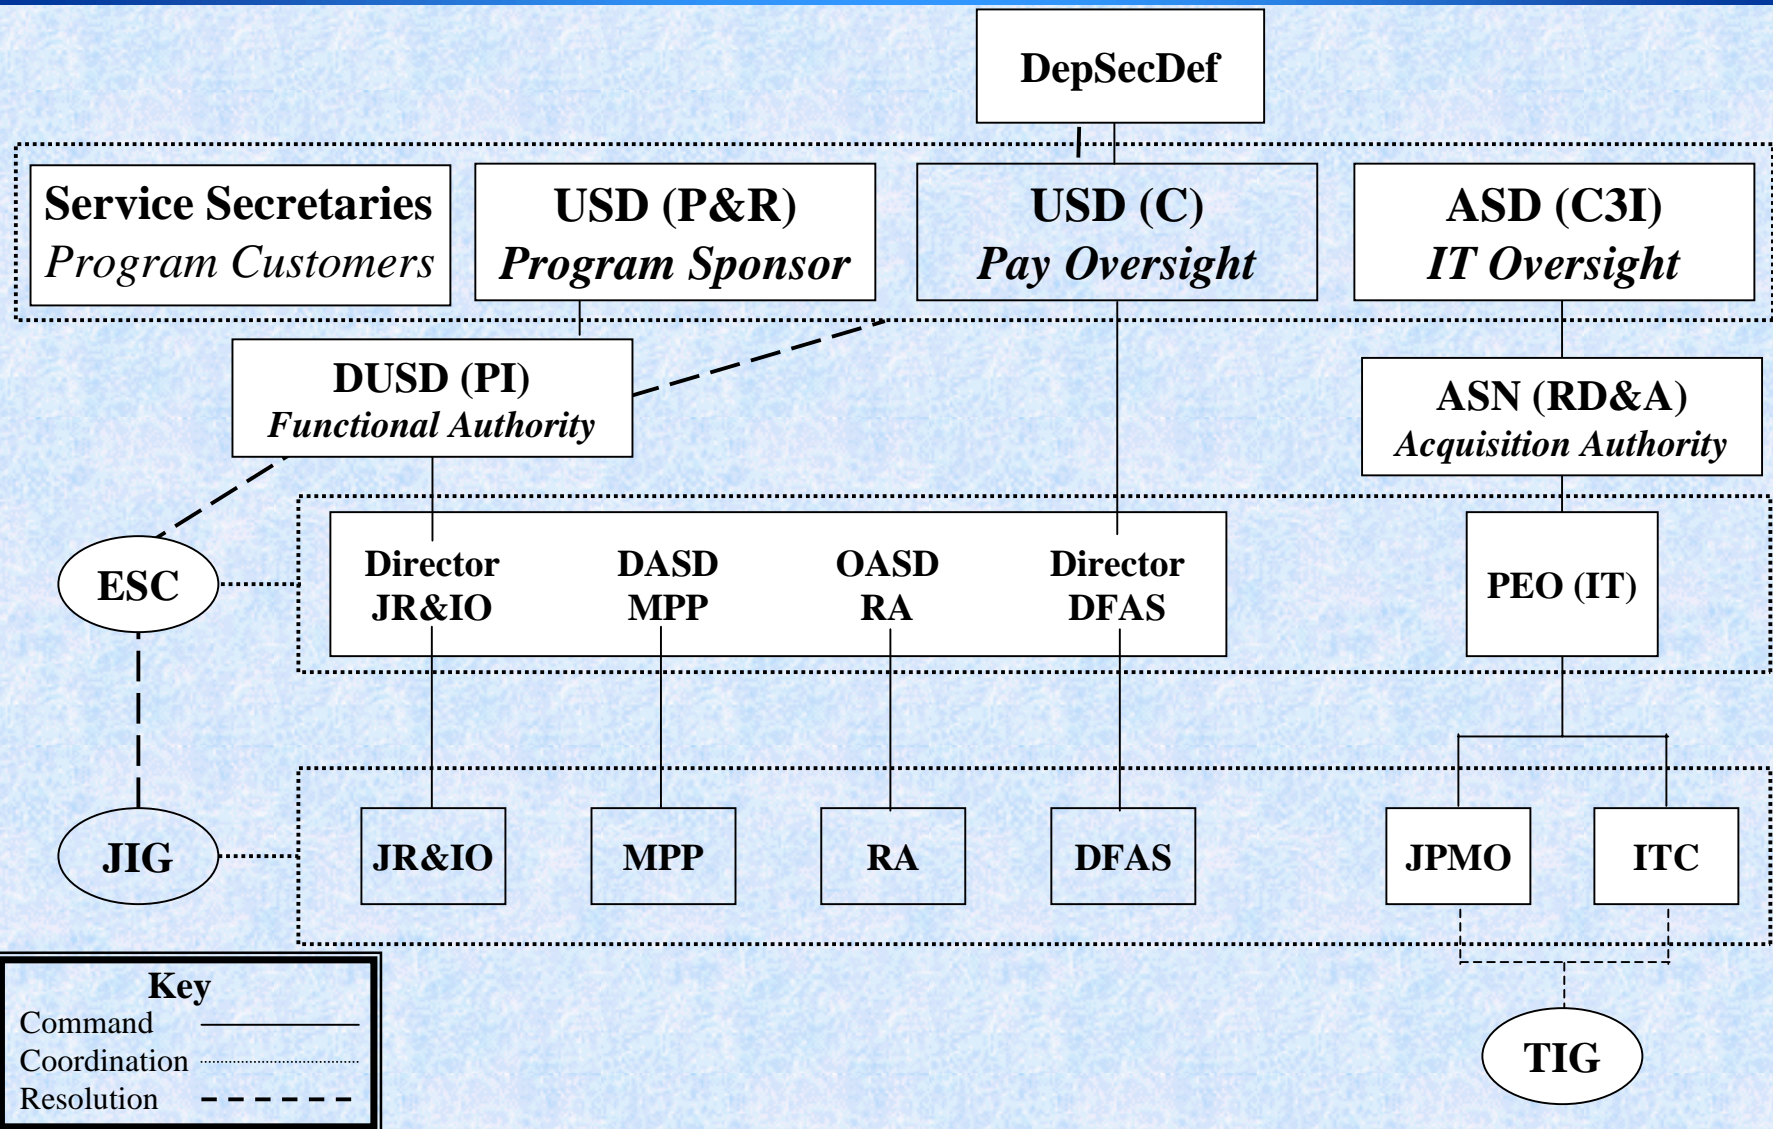 DepSecDef
Service Secretaries
Program Customers
USD (P&R)
Program Sponsor
USD (C)
Pay Oversight
ASD (C3I)
IT Oversight
DUSD (PI)
Functional Authority
ASN (RD&A)
Acquisition Authority
ESC
Director
JR&IO
DASD
MPP
OASD
RA
Director
DFAS
PEO (IT)
JIG
JR&IO
MPP
RA
DFAS
JPMO
ITC
TIG
Key
Command
Coordination
Resolution